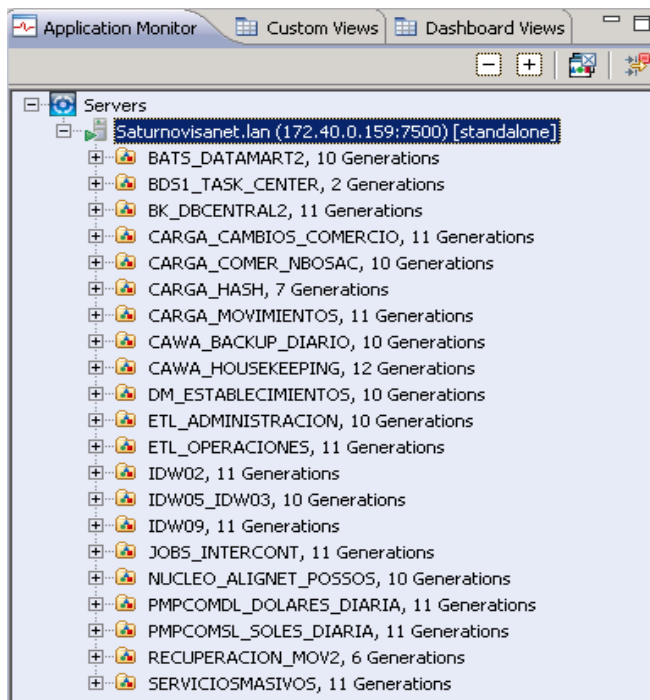 Application Monitor Custom Views Dashboard Views
Servers
Saturnovisanet.lan (172.40.0.159:7500) [standalone]
BATS_DATAMART2, 10 Generations
BDS1_TASK_CENTER, 2 Generations
BK_DBCENTRAL2, 11 Generations
CARGA_CAMBIOS_COMERCIO, 11 Generations
CARGA_COMER_NBOSAC, 10 Generations
CARGA_HASH, 7 Generations
CARGA_MOVIMIENTOS, 11 Generations
CAWA_BACKUP_DIARIO, 10 Generations
CAWA_HOUSEKEEPING, 12 Generations
DM_ESTABLECIMIENTOS, 10 Generations
ETL_ADMINISTRACION, 10 Generations
ETL_OPERACIONES, 11 Generations
IDW02, 11 Generations
IDW05_IDW03, 10 Generations
IDW09, 11 Generations
JOBS_INTERCONT, 11 Generations
NUCLEO_ALIGNET_POSSOS, 10 Generations
PMPCOMDL_DOLARES_DIARIA, 11 Generations
PMPCOMSL_SOLES_DIARIA, 11 Generations
RECUPERACION_MOV2, 6 Generations
SERVICIOSMASIVOS, 11 Generations